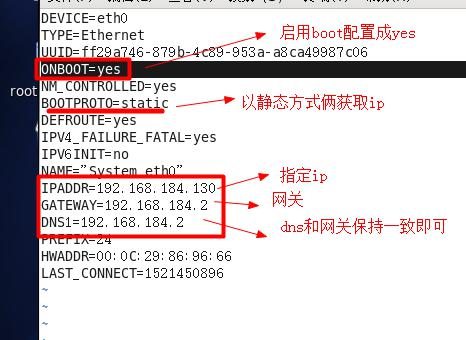 DEVICE=eth0
TYPE=Ethernet
UUID=ff29a746-879b-4c89-953a-a8ca49987c06
启用boot配置成yes
ONBOOT=yes
root
NM_CONTROLLED=yes
BOOTPROTO=static
以静态方式俩获取ip
DEFROUTE=yes
IPV4_FAILURE_FATAL=yes
IPV6INIT=no
NAME="System eth0"
指定ip
IPADDR=192.168.184.130
网关
GATEWAY=192.168.184.2
DNS1=192.168.184.2
dns和网关保持一致即可
PREFIX=24
HWADDR=00:0C:29:86:96:66
LAST_CONNECT=1521450896
~
~
~
~